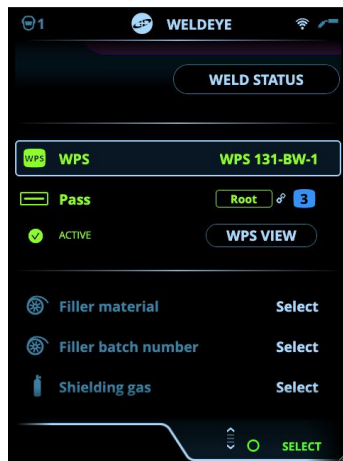 1 WELDEYE
WELD STATUS
WPS WPS WPS 131-BW-1
Pass Root 3
ACTIVE WPS VIEW
Filler material Select
Filler batch number Select
Shielding gas Select
SELECT